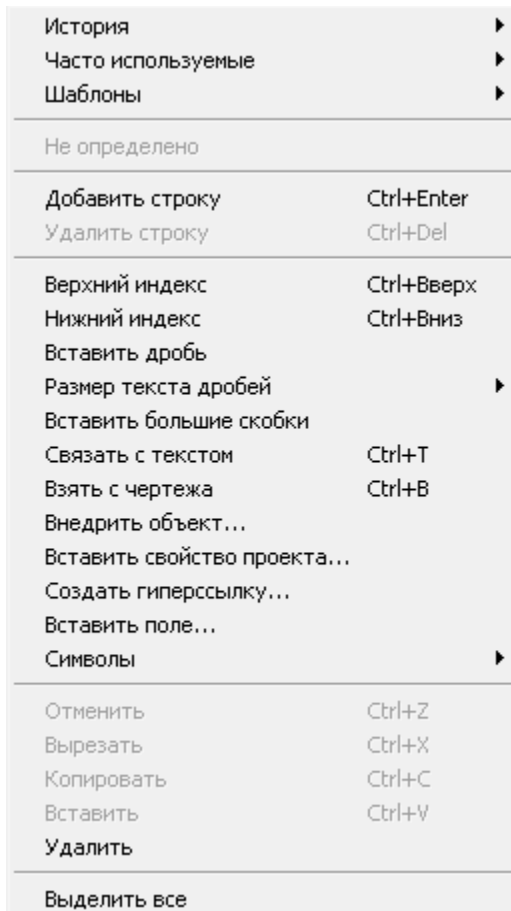 История
Часто используемые
Шаблоны
Не определено
Добавить строку Ctrl+Enter
Удалить строку Ctrl+Del
Верхний индекс Ctrl+Вверх
Нижний индекс Ctrl+Вниз
Вставить дробь
Размер текста дробей
Вставить большие скобки
Связать с текстом Ctrl+T
Взять с чертежа Ctrl+B
Внедрить объект...
Вставить свойство проекта...
Создать гиперссылку...
Вставить поле...
Символы
Отменить Ctrl+Z
Вырезать Ctrl+X
Копировать Ctrl+C
Вставить Ctrl+V
Удалить
Выделить все